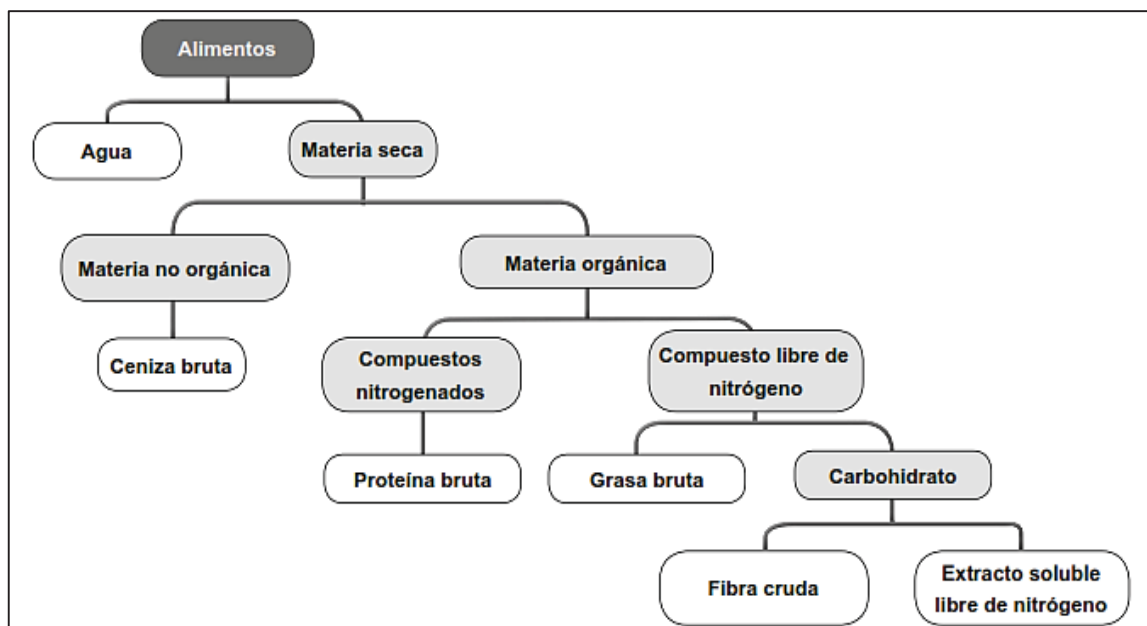 Alimentos
Agua
Materia seca
Materia no orgánica
Materia orgánica
Ceniza bruta
Compuestos
nitrogenados
Compuesto libre de
nitrógeno
Proteína bruta
Grasa bruta
Carbohidrato
Fibra cruda
Extracto soluble
libre de nitrógeno